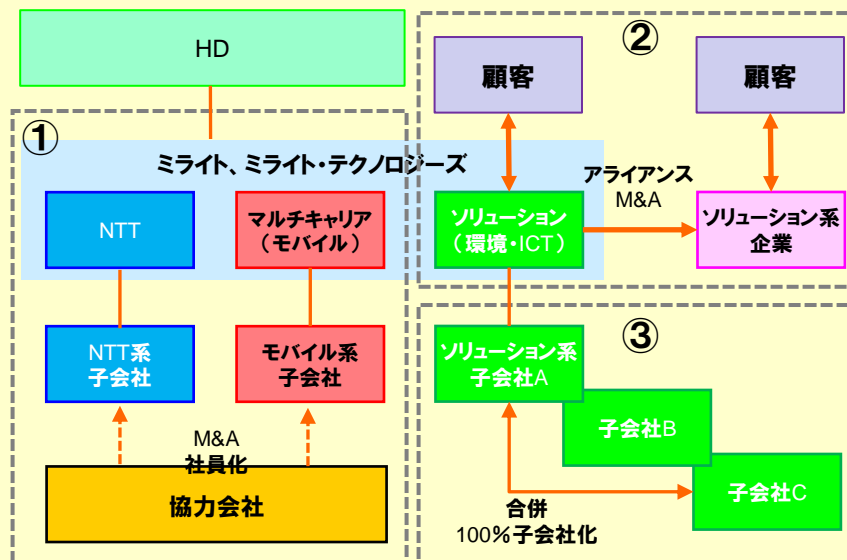 HD
①
ミライト、ミライト・テクノロジーズ
NTT
マルチキャリア
（モバイル）
NTT系
子会社
モバイル系
子会社
M&A
社員化
協力会社
②
顧客
顧客
アライアンス
M&A
ソリューション
（環境・ICT）
ソリューション系
企業
③
ソリューション系
子会社A
子会社B
子会社C
合併
100％子会社化